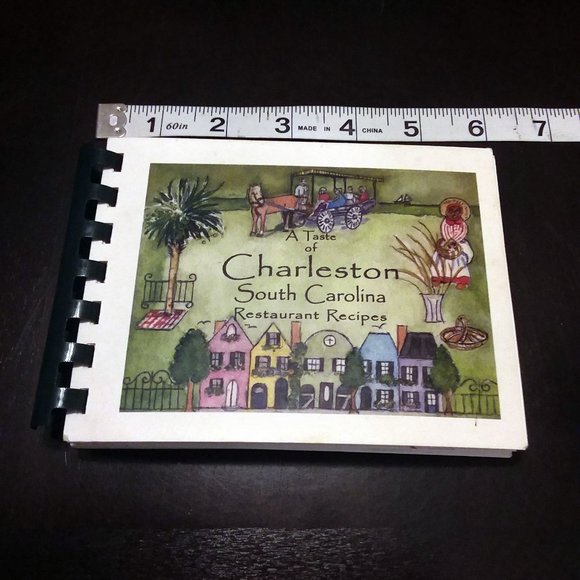 1 60in 2 3 MADE IN 4 CHINA 5 6 7
A Taste
of
Charleston
South Carolina
Restaurant Recipes